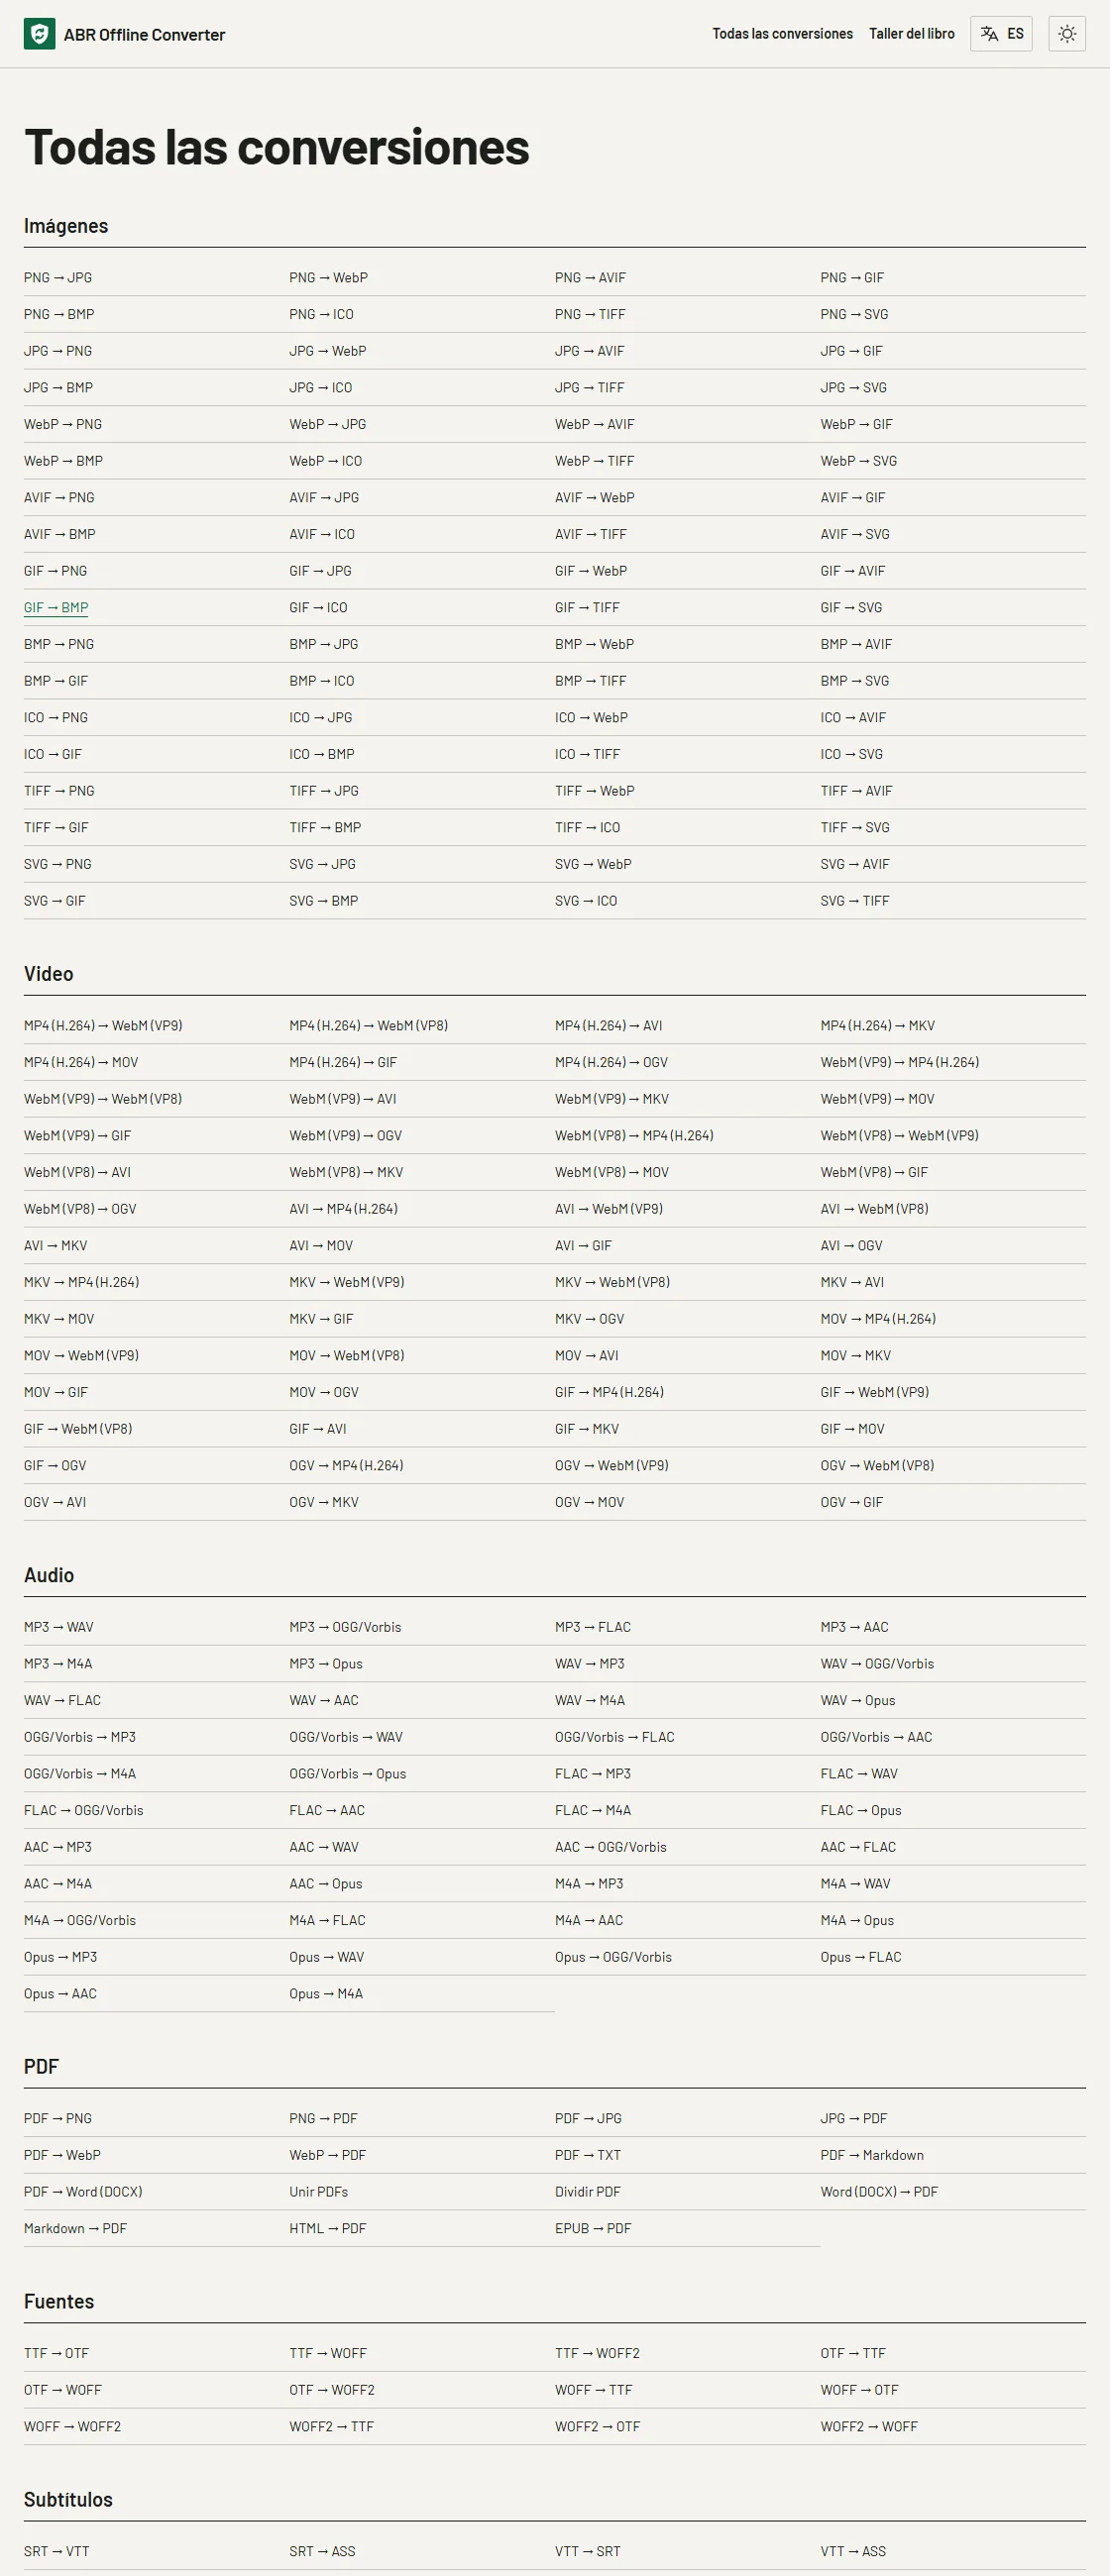 ABR Offline Converter
Todas las conversiones Taller del libro ES
Todas las conversiones
Imágenes
PNG → JPG PNG → WebP PNG → AVIF PNG → GIF
PNG → BMP PNG → ICO PNG → TIFF PNG → SVG
JPG → PNG JPG → WebP JPG → AVIF JPG → GIF
JPG → BMP JPG → ICO JPG → TIFF JPG → SVG
WebP → PNG WebP → JPG WebP → AVIF WebP → GIF
WebP → BMP WebP → ICO WebP → TIFF WebP → SVG
AVIF → PNG AVIF → JPG AVIF → WebP AVIF → GIF
AVIF → BMP AVIF → ICO AVIF → TIFF AVIF → SVG
GIF → PNG GIF → JPG GIF → WebP GIF → AVIF
GIF → BMP GIF → ICO GIF → TIFF GIF → SVG
BMP → PNG BMP → JPG BMP → WebP BMP → AVIF
BMP → GIF BMP → ICO BMP → TIFF BMP → SVG
ICO → PNG ICO → JPG ICO → WebP ICO → AVIF
ICO → GIF ICO → BMP ICO → TIFF ICO → SVG
TIFF → PNG TIFF → JPG TIFF → WebP TIFF → AVIF
TIFF → GIF TIFF → BMP TIFF → ICO TIFF → SVG
SVG → PNG SVG → JPG SVG → WebP SVG → AVIF
SVG → GIF SVG → BMP SVG → ICO SVG → TIFF
Video
MP4 (H.264) → WebM (VP9) MP4 (H.264) → WebM (VP8) MP4 (H.264) → AVI MP4 (H.264) → MKV
MP4 (H.264) → MOV MP4 (H.264) → GIF MP4 (H.264) → OGV WebM (VP9) → MP4 (H.264)
WebM (VP9) → WebM (VP8) WebM (VP9) → AVI WebM (VP9) → MKV WebM (VP9) → MOV
WebM (VP9) → GIF WebM (VP9) → OGV WebM (VP8) → MP4 (H.264) WebM (VP8) → WebM (VP9)
WebM (VP8) → AVI WebM (VP8) → MKV WebM (VP8) → MOV WebM (VP8) → GIF
WebM (VP8) → OGV AVI → MP4 (H.264) AVI → WebM (VP9) AVI → WebM (VP8)
AVI → MKV AVI → MOV AVI → GIF AVI → OGV
MKV → MP4 (H.264) MKV → WebM (VP9) MKV → WebM (VP8) MKV → AVI
MKV → MOV MKV → GIF MKV → OGV MOV → MP4 (H.264)
MOV → WebM (VP9) MOV → WebM (VP8) MOV → AVI MOV → MKV
MOV → GIF MOV → OGV GIF → MP4 (H.264) GIF → WebM (VP9)
GIF → WebM (VP8) GIF → AVI GIF → MKV GIF → MOV
GIF → OGV OGV → MP4 (H.264) OGV → WebM (VP9) OGV → WebM (VP8)
OGV → AVI OGV → MKV OGV → MOV OGV → GIF
Audio
MP3 → WAV MP3 → OGG/Vorbis MP3 → FLAC MP3 → AAC
MP3 → M4A MP3 → Opus WAV → MP3 WAV → OGG/Vorbis
WAV → FLAC WAV → AAC WAV → M4A WAV → Opus
OGG/Vorbis → MP3 OGG/Vorbis → WAV OGG/Vorbis → FLAC OGG/Vorbis → AAC
OGG/Vorbis → M4A OGG/Vorbis → Opus FLAC → MP3 FLAC → WAV
FLAC → OGG/Vorbis FLAC → AAC FLAC → M4A FLAC → Opus
AAC → MP3 AAC → WAV AAC → OGG/Vorbis AAC → FLAC
AAC → M4A AAC → Opus M4A → MP3 M4A → WAV
M4A → OGG/Vorbis M4A → FLAC M4A → AAC M4A → Opus
Opus → MP3 Opus → WAV Opus → OGG/Vorbis Opus → FLAC
Opus → AAC Opus → M4A
PDF
PDF → PNG PNG → PDF PDF → JPG JPG → PDF
PDF → WebP WebP → PDF PDF → TXT PDF → Markdown
PDF → Word (DOCX) Unir PDFs Dividir PDF Word (DOCX) → PDF
Markdown → PDF HTML → PDF EPUB → PDF
Fuentes
TTF → OTF TTF → WOFF TTF → WOFF2 OTF → TTF
OTF → WOFF OTF → WOFF2 WOFF → TTF WOFF → OTF
WOFF → WOFF2 WOFF2 → TTF WOFF2 → OTF WOFF2 → WOFF
Subtítulos
SRT → VTT SRT → ASS VTT → SRT VTT → ASS